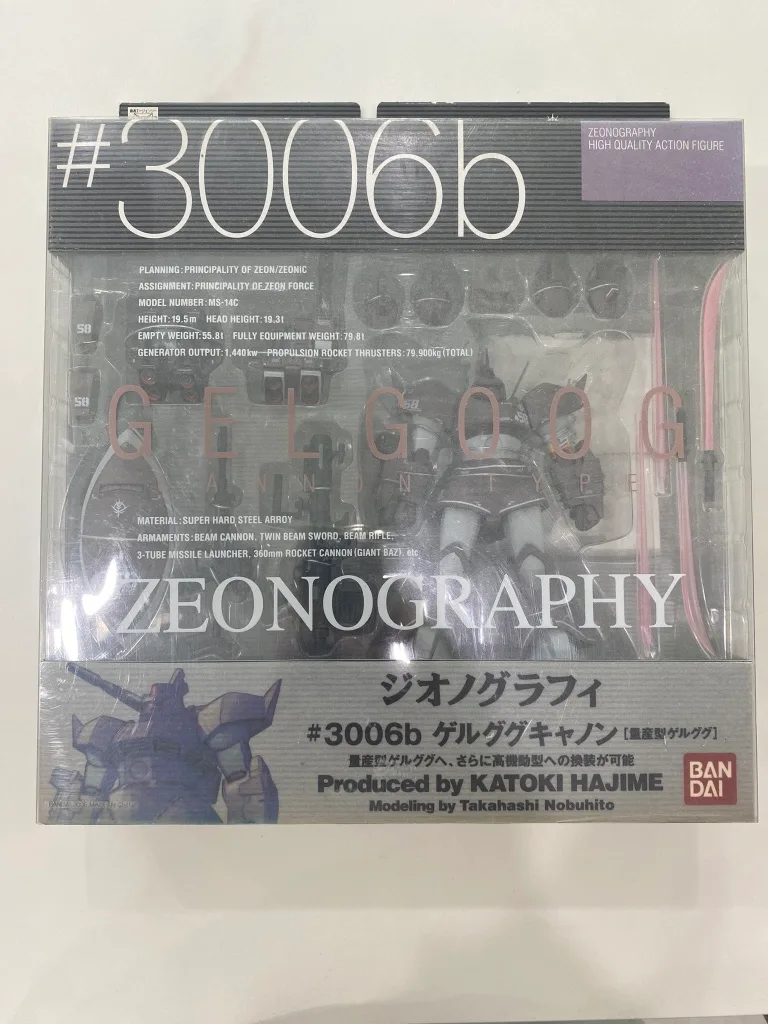 #3006b
ZEONOGRAPHY
HIGH QUALITY ACTION FIGURE
PLANNING:PRINCIPALITY OF ZEON/ZEONIC
ASSIGNMENT:PRINCIPALITY OF ZEON FORCE
MODEL NUMBER:MS-14C
HEIGHT:19.5m HEAD HEIGHT:19.3t
EMPTY WEIGHT:55.8t FULLY EQUIPMENT WEIGHT:79.8t
GENERATOR OUTPUT:1,440kw PROPULSION ROCKET THRUSTERS:79,900kg(TOTAL)
58
58
58
GELGOOG
TYPE
MATERIAL:SUPER HARD STEEL ARROY
ARMAMENTS:BEAM CANNON, TWIN BEAM SWORD, BEAM RIFLE,
3-TUBE MISSILE LAUNCHER, 360mm ROCKET CANNON (GIANT BAZ), etc
ZEONOGRAPHY
ジオノグラフィ
#3006b ゲルググキャノン [量産型ゲルググ]
量産型ゲルググへ、さらに高機動型への換装が可能
Produced by KATOKI HAJIME
Modeling by Takahashi Nobuhito
BAN
DAI